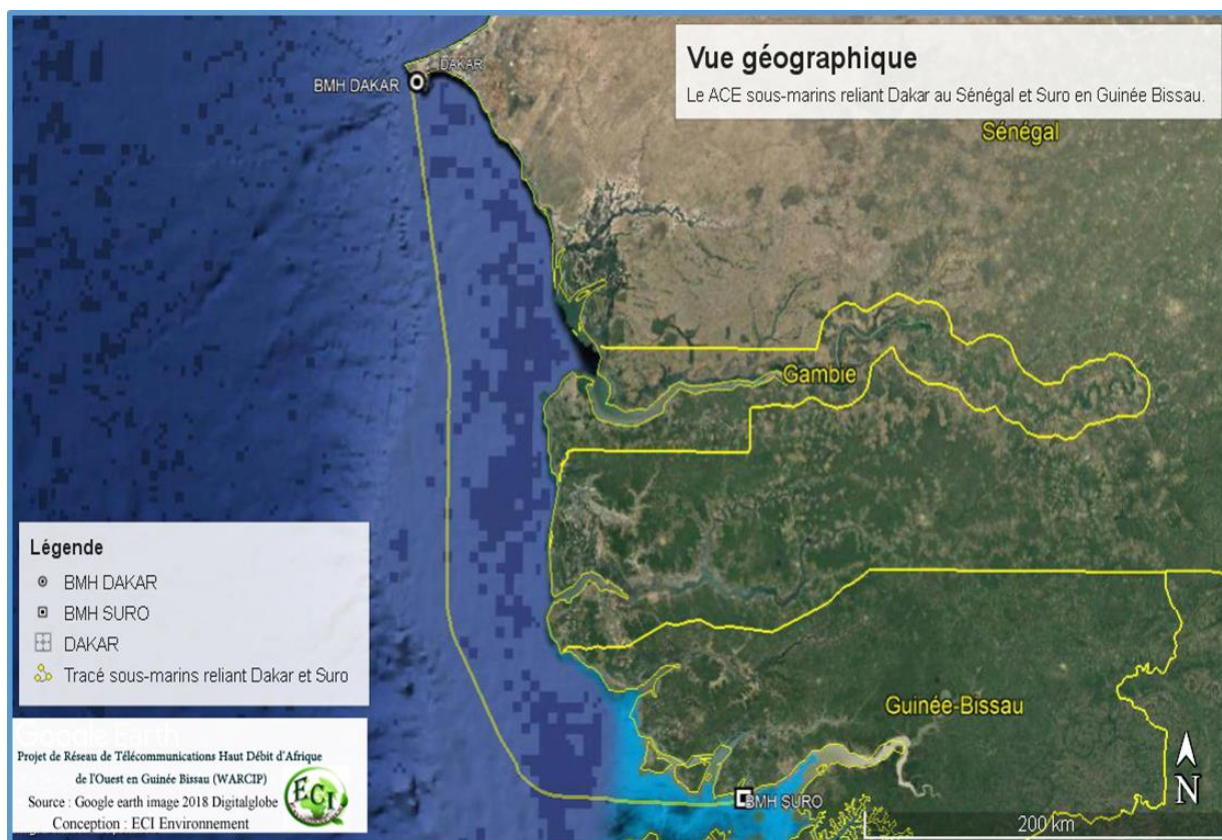 Vue géographique
Le ACE sous-marins reliant Dakar au Sénégal et Suro en Guinée Bissau.
DAKAR
BMH DAKAR
Sénégal
Gambie
Guinée-Bissau
BMH SURO
Légende
BMH DAKAR
BMH SURO
DAKAR
Tracé sous-marins reliant Dakar et Suro
Google Earth
Projet de Réseau de Télécommunications Haut Débit d'Afrique
de l'Ouest en Guinée Bissau (WARCIP)
Source : Google earth image 2018 Digitalglobe
Conception : ECI Environnement
ECI
200 km
N